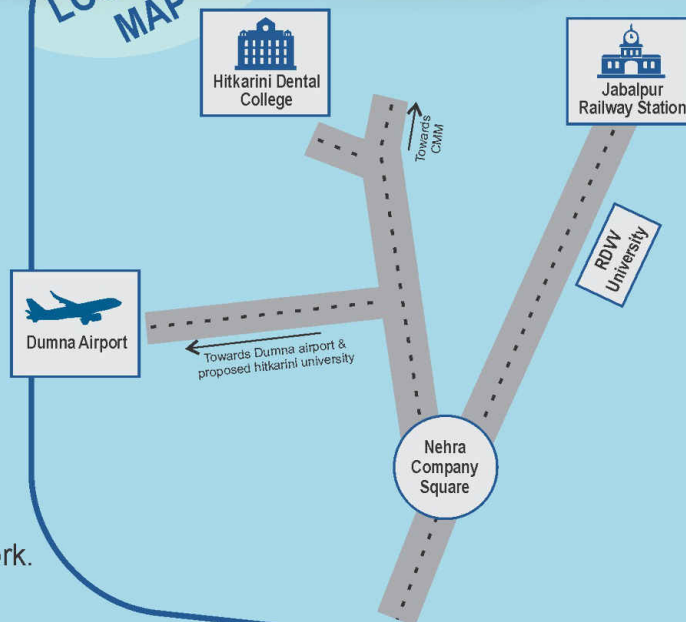 MAP
Hitkarini Dental
College
Jabalpur
Railway Station
Towards
CMM
RDVV
University
Dumna Airport
Towards Dumna airport &
proposed hitkarini university
Nehra
Company
Square